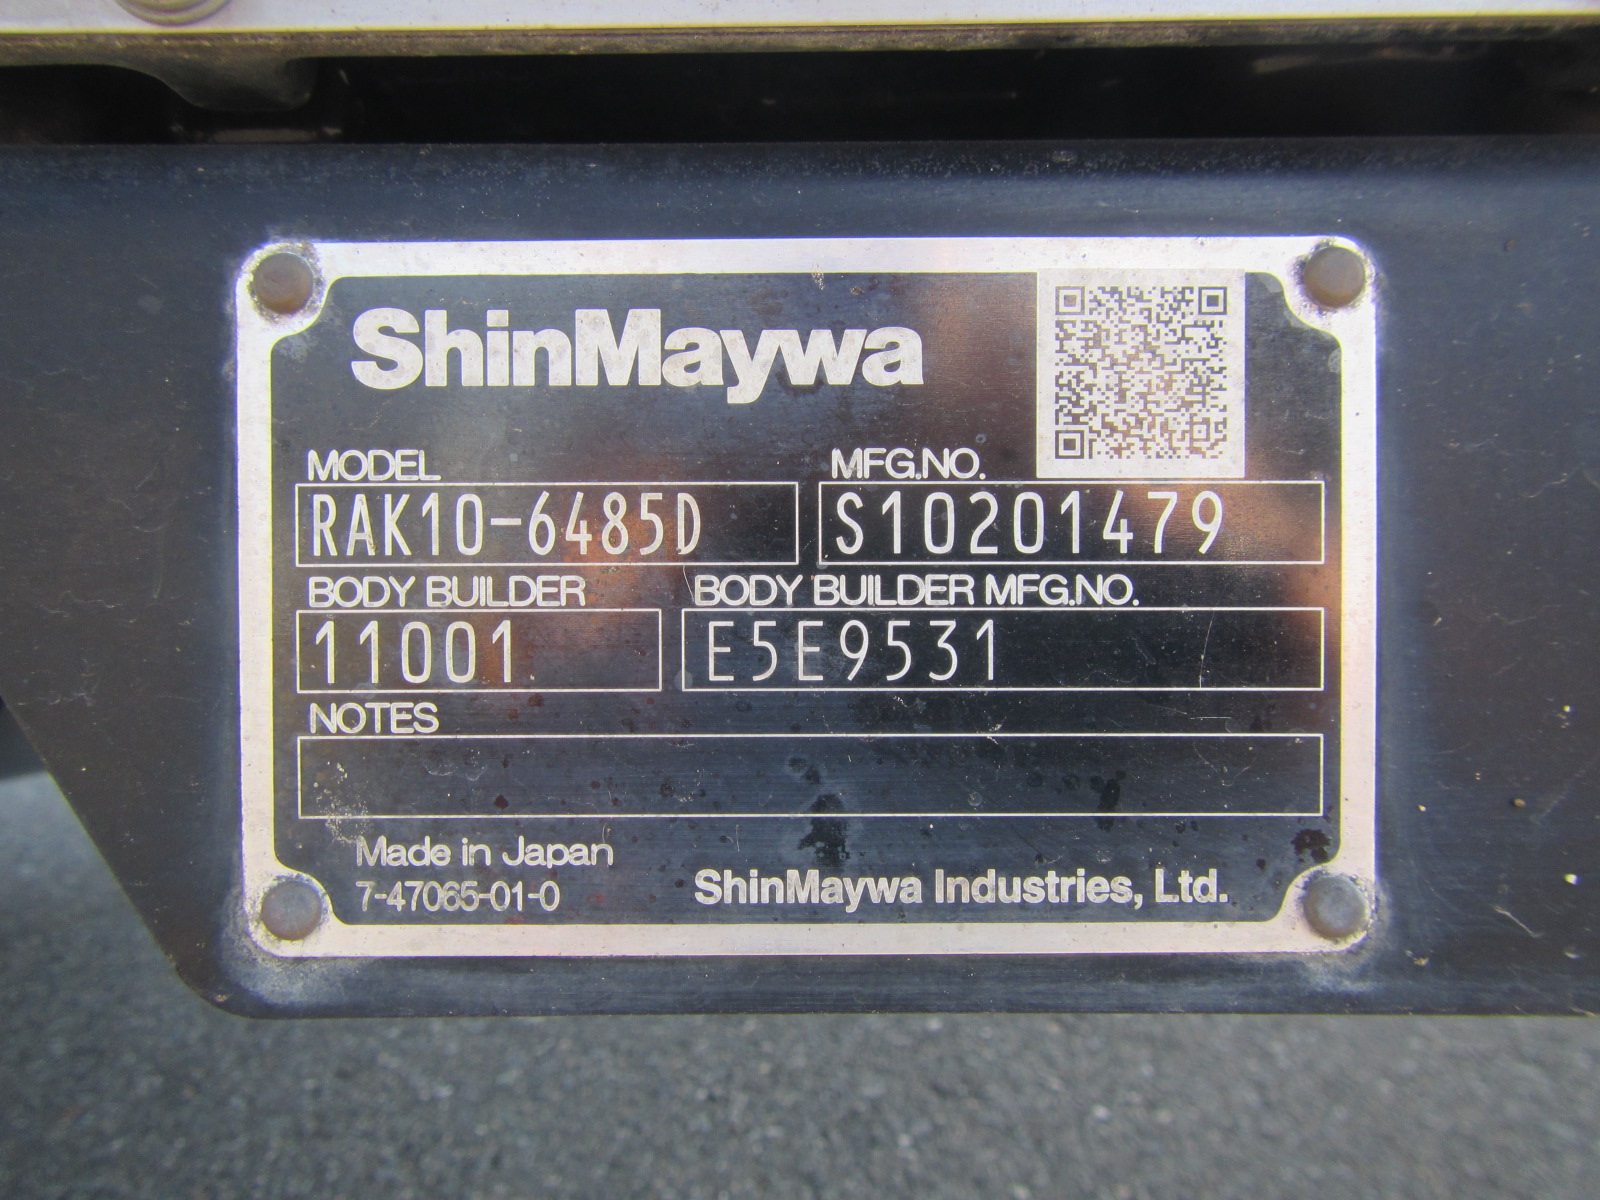 ShinMaywa
MODEL MFG.NO.
RAK10-6485D S10201479
BODY BUILDER BODY BUILDER MFG.NO.
11001 E5E9531
NOTES
Made in Japan
7-47065-01-0 ShinMaywa Industries, Ltd.